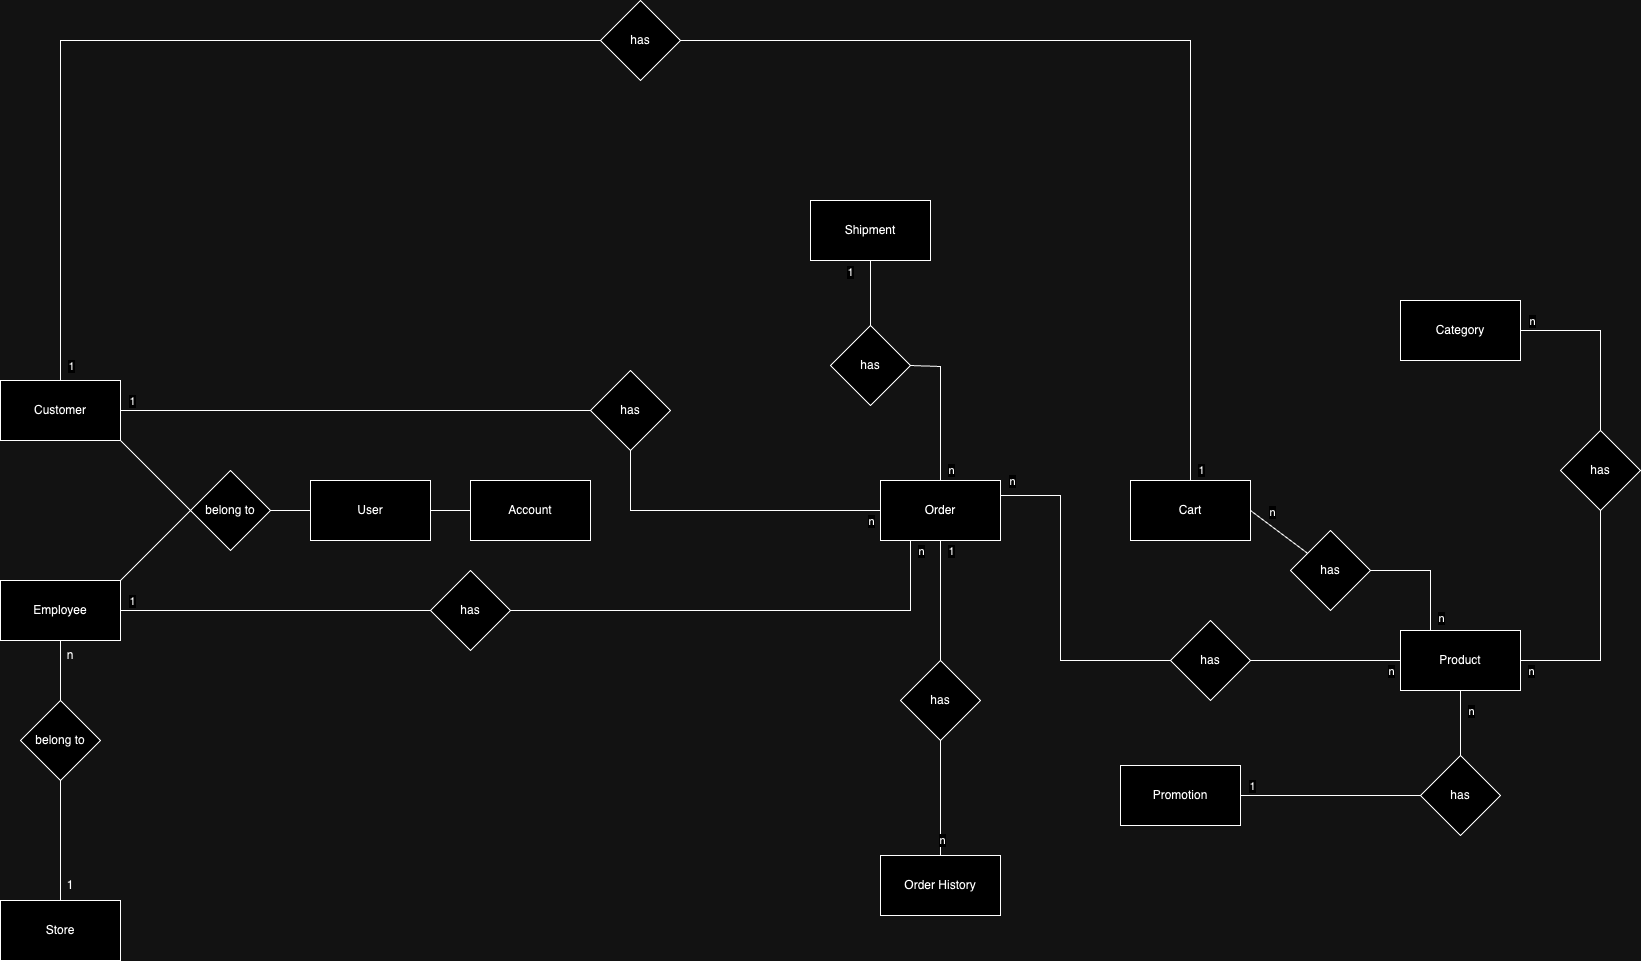 has
Shipment
1
Category
n
has
1
Customer
1
has
has
n
n
1
belong to
User
Account
Order
n
Cart
n
has
n
1
Employee
1
has
has
n
n
has
Product
n
n
belong to
has
n
Promotion
1
has
n
1
Order History
Store